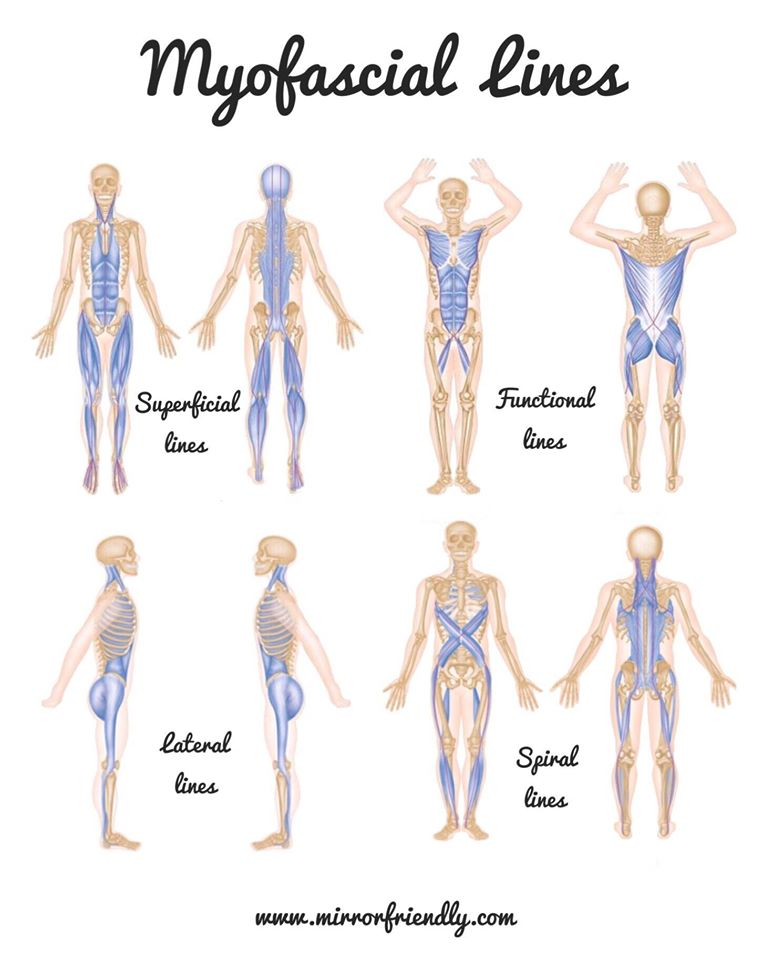 Myofascial Lines
Superficial
lines
Functional
lines
Lateral
lines
Spiral
lines
www.mirrorfriendly.com